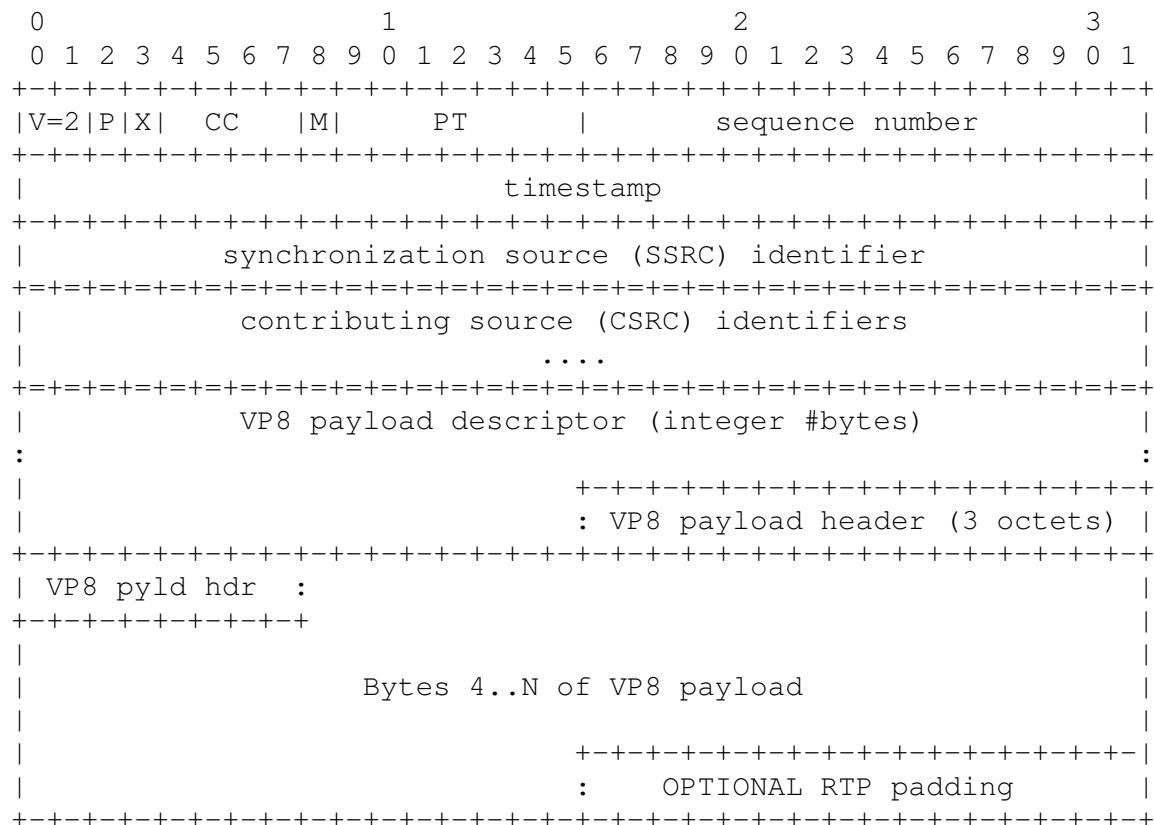 0                   1                   2                   3
 0 1 2 3 4 5 6 7 8 9 0 1 2 3 4 5 6 7 8 9 0 1 2 3 4 5 6 7 8 9 0 1
+-+-+-+-+-+-+-+-+-+-+-+-+-+-+-+-+-+-+-+-+-+-+-+-+-+-+-+-+-+-+-+-+
|V=2|P|X|  CC   |M|     PT      |       sequence number         |
+-+-+-+-+-+-+-+-+-+-+-+-+-+-+-+-+-+-+-+-+-+-+-+-+-+-+-+-+-+-+-+-+
|                           timestamp                           |
+-+-+-+-+-+-+-+-+-+-+-+-+-+-+-+-+-+-+-+-+-+-+-+-+-+-+-+-+-+-+-+-+
|           synchronization source (SSRC) identifier            |
+=+=+=+=+=+=+=+=+=+=+=+=+=+=+=+=+=+=+=+=+=+=+=+=+=+=+=+=+=+=+=+=+
|            contributing source (CSRC) identifiers             |
|                             ....                              |
+=+=+=+=+=+=+=+=+=+=+=+=+=+=+=+=+=+=+=+=+=+=+=+=+=+=+=+=+=+=+=+=+
|            VP8 payload descriptor (integer #bytes)            |
:                                                               :
|                               +-+-+-+-+-+-+-+-+-+-+-+-+-+-+-+-+
|                               : VP8 payload header (3 octets) |
+-+-+-+-+-+-+-+-+-+-+-+-+-+-+-+-+-+-+-+-+-+-+-+-+-+-+-+-+-+-+-+-+
| VP8 pyld hdr  :                                               |
+-+-+-+-+-+-+-+-+                                               |
|                                                               |
|                   Bytes 4..N of VP8 payload                   |
|                                                               |
|                               +-+-+-+-+-+-+-+-+-+-+-+-+-+-+-+-|
|                               :    OPTIONAL RTP padding       |
+-+-+-+-+-+-+-+-+-+-+-+-+-+-+-+-+-+-+-+-+-+-+-+-+-+-+-+-+-+-+-+-+